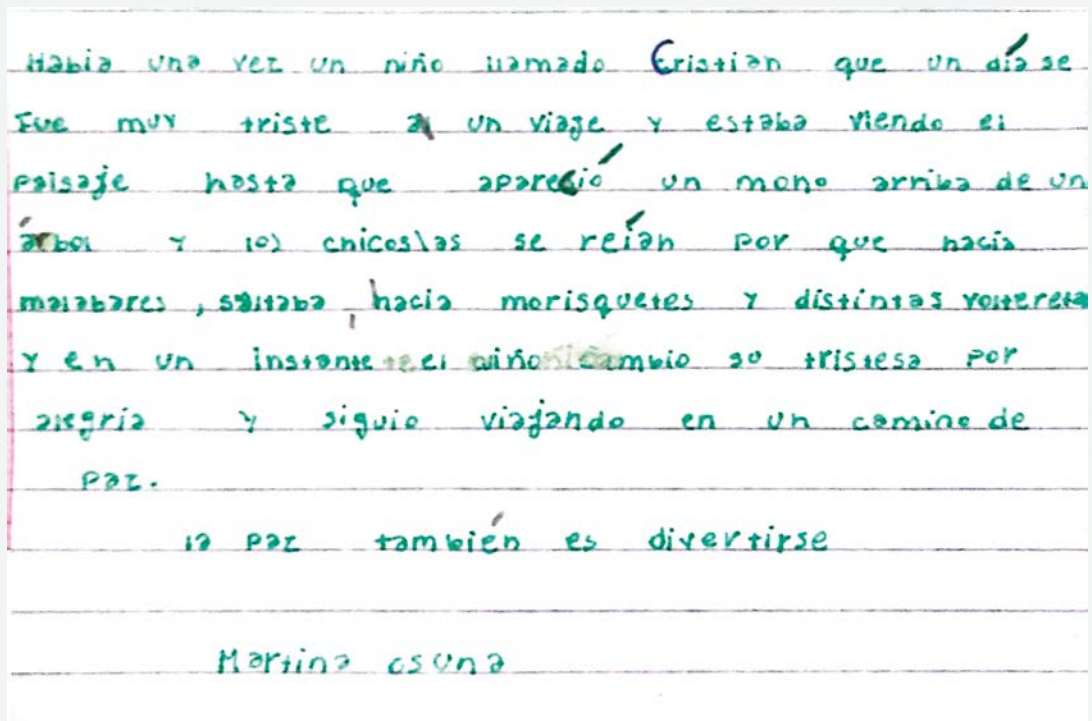 Habia una vez un niño llamado Cristian que un día se
Fue muy triste a un viaje y estaba viendo el
paisaje hasta que apareció un mono arriba de un
árbol y los chicos\as se reían por que hacia
malabares, saltaba, hacia morisquetes y distintas volteretas
y en un instante el niño cambio su tristesa por
alegria y siguio viajando en un camino de
paz.
la paz también es divertirse
Martina osuna